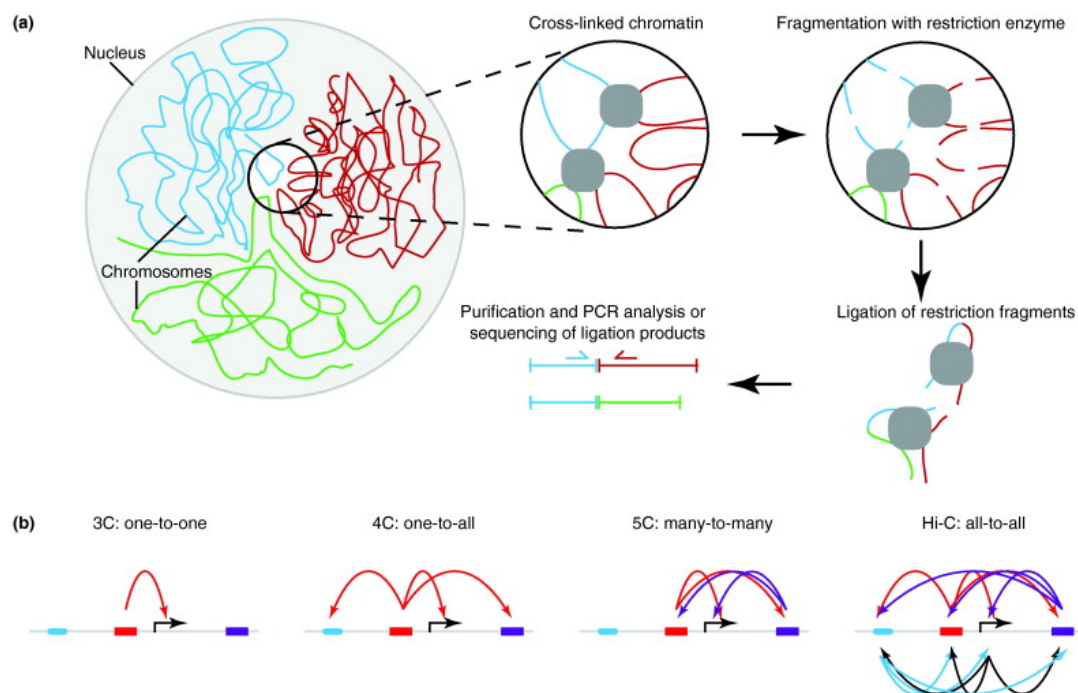 (a)
Nucleus
Chromosomes
Cross-linked chromatin
Fragmentation with restriction enzyme
Ligation of restriction fragments
Purification and PCR analysis or
sequencing of ligation products
(b)
3C: one-to-one
4C: one-to-all
5C: many-to-many
Hi-C: all-to-all